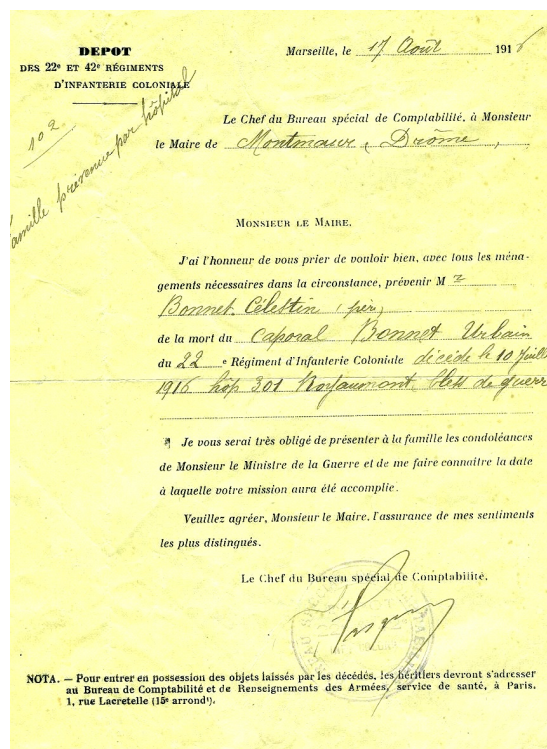 DEPOT
DES 22e ET 42e RÉGIMENTS
D'INFANTERIE COLONIALE
Marseille, le 17 Août 1916
102
famille prévenue par hôpital
Le Chef du Bureau spécial de Comptabilité, à Monsieur
le Maire de Montmaur, Drôme,
MONSIEUR LE MAIRE,
J'ai l'honneur de vous prier de vouloir bien, avec tous les ména-
gements nécessaires dans la circonstance, prévenir M r
Bonnet Célestin, père,
de la mort du Caporal Bonnet Urbain
du 22 e Régiment d'Infanterie Coloniale décédé le 10 Juill
1916 hôp 301 Royaumont, bless de guerr
Je vous serai très obligé de présenter à la famille les condoléances
de Monsieur le Ministre de la Guerre et de me faire connaître la date
à laquelle votre mission aura été accomplie.
Veuillez agréer, Monsieur le Maire, l'assurance de mes sentiments
les plus distingués.
Le Chef du Bureau spécial de Comptabilité,
NOTA. — Pour entrer en possession des objets laissés par les décédés, les héritiers devront s'adresser
au Bureau de Comptabilité et de Renseignements des Armées, service de santé, à Paris.
1, rue Lacretelle (15e arrondt).